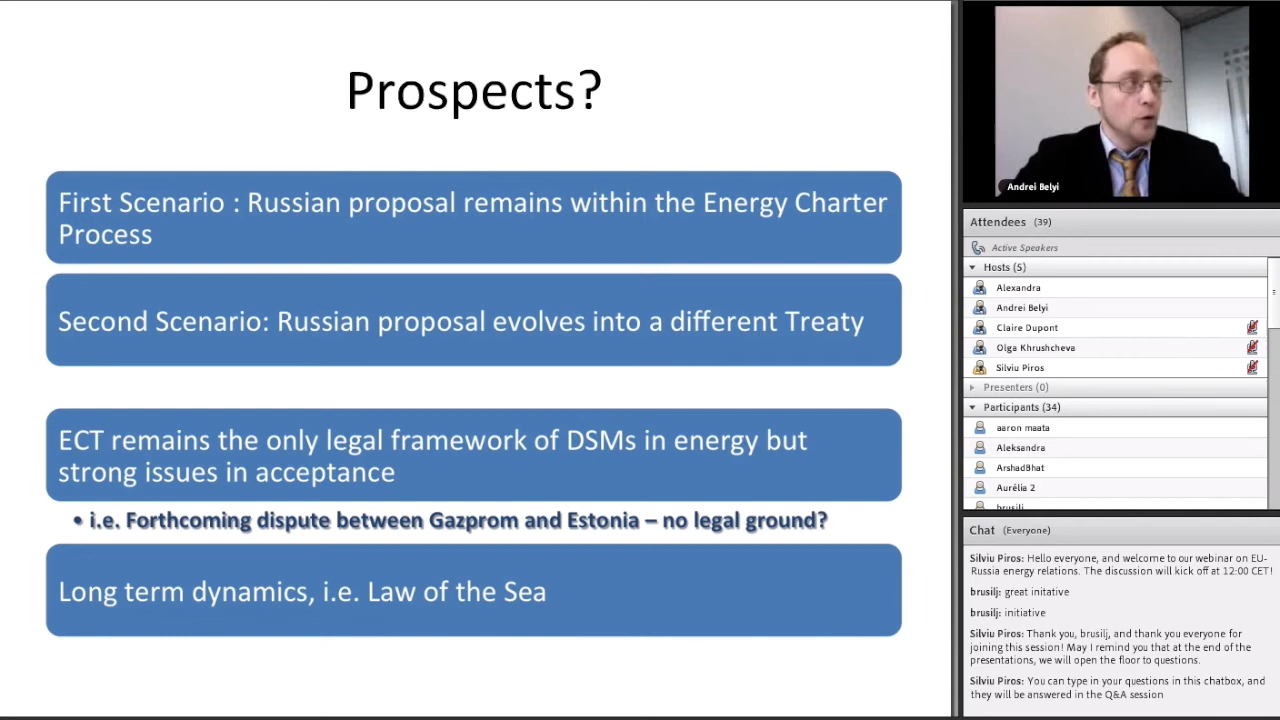 Prospects?
First Scenario : Russian proposal remains within the Energy Charter
Process
Second Scenario: Russian proposal evolves into a different Treaty
ECT remains the only legal framework of DSMs in energy but
strong issues in acceptance
• i.e. Forthcoming dispute between Gazprom and Estonia – no legal ground?
Long term dynamics, i.e. Law of the Sea
Andrei Belyi
Attendees (39)
Active Speakers
Hosts (5)
Alexandra
Andrei Belyi
Claire Dupont
Olga Khrushcheva
Silviu Piros
Presenters (0)
Participants (34)
aaron maata
Aleksandra
ArshadBhat
Aurélia 2
brusilj
Chat (Everyone)
Silviu Piros: Hello everyone, and welcome to our webinar on EU-
Russia energy relations. The discussion will kick off at 12:00 CET!
brusilj: great initative
brusilj: initiative
Silviu Piros: Thank you, brusilj, and thank you everyone for
joining this session! May I remind you that at the end of the
presentations, we will open the floor to questions.
Silviu Piros: You can type in your questions in this chatbox, and
they will be answered in the Q&A session